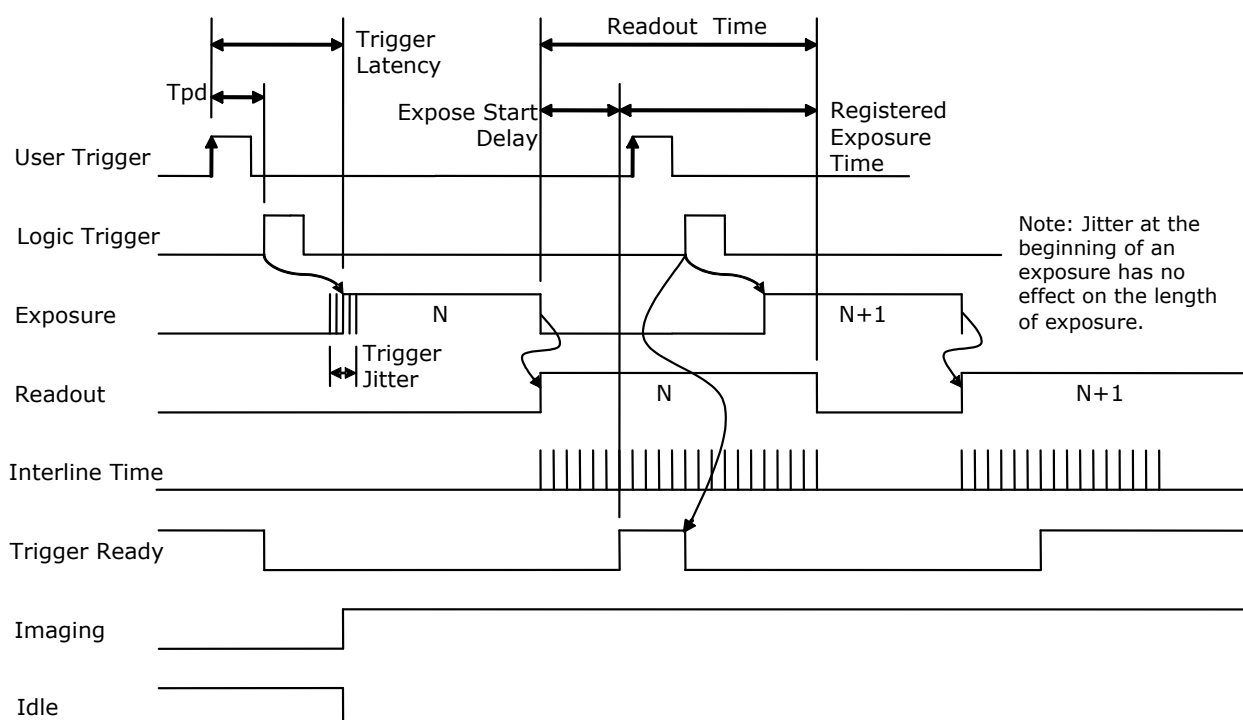 Readout Time
Trigger
Latency
Tpd
Expose Start
Delay
Registered
Exposure
Time
User Trigger
Logic Trigger
Note: Jitter at the
beginning of an
exposure has no
effect on the length
of exposure.
Exposure
N
N+1
Trigger
Jitter
Readout
N
N+1
Interline Time
Trigger Ready
Imaging
Idle